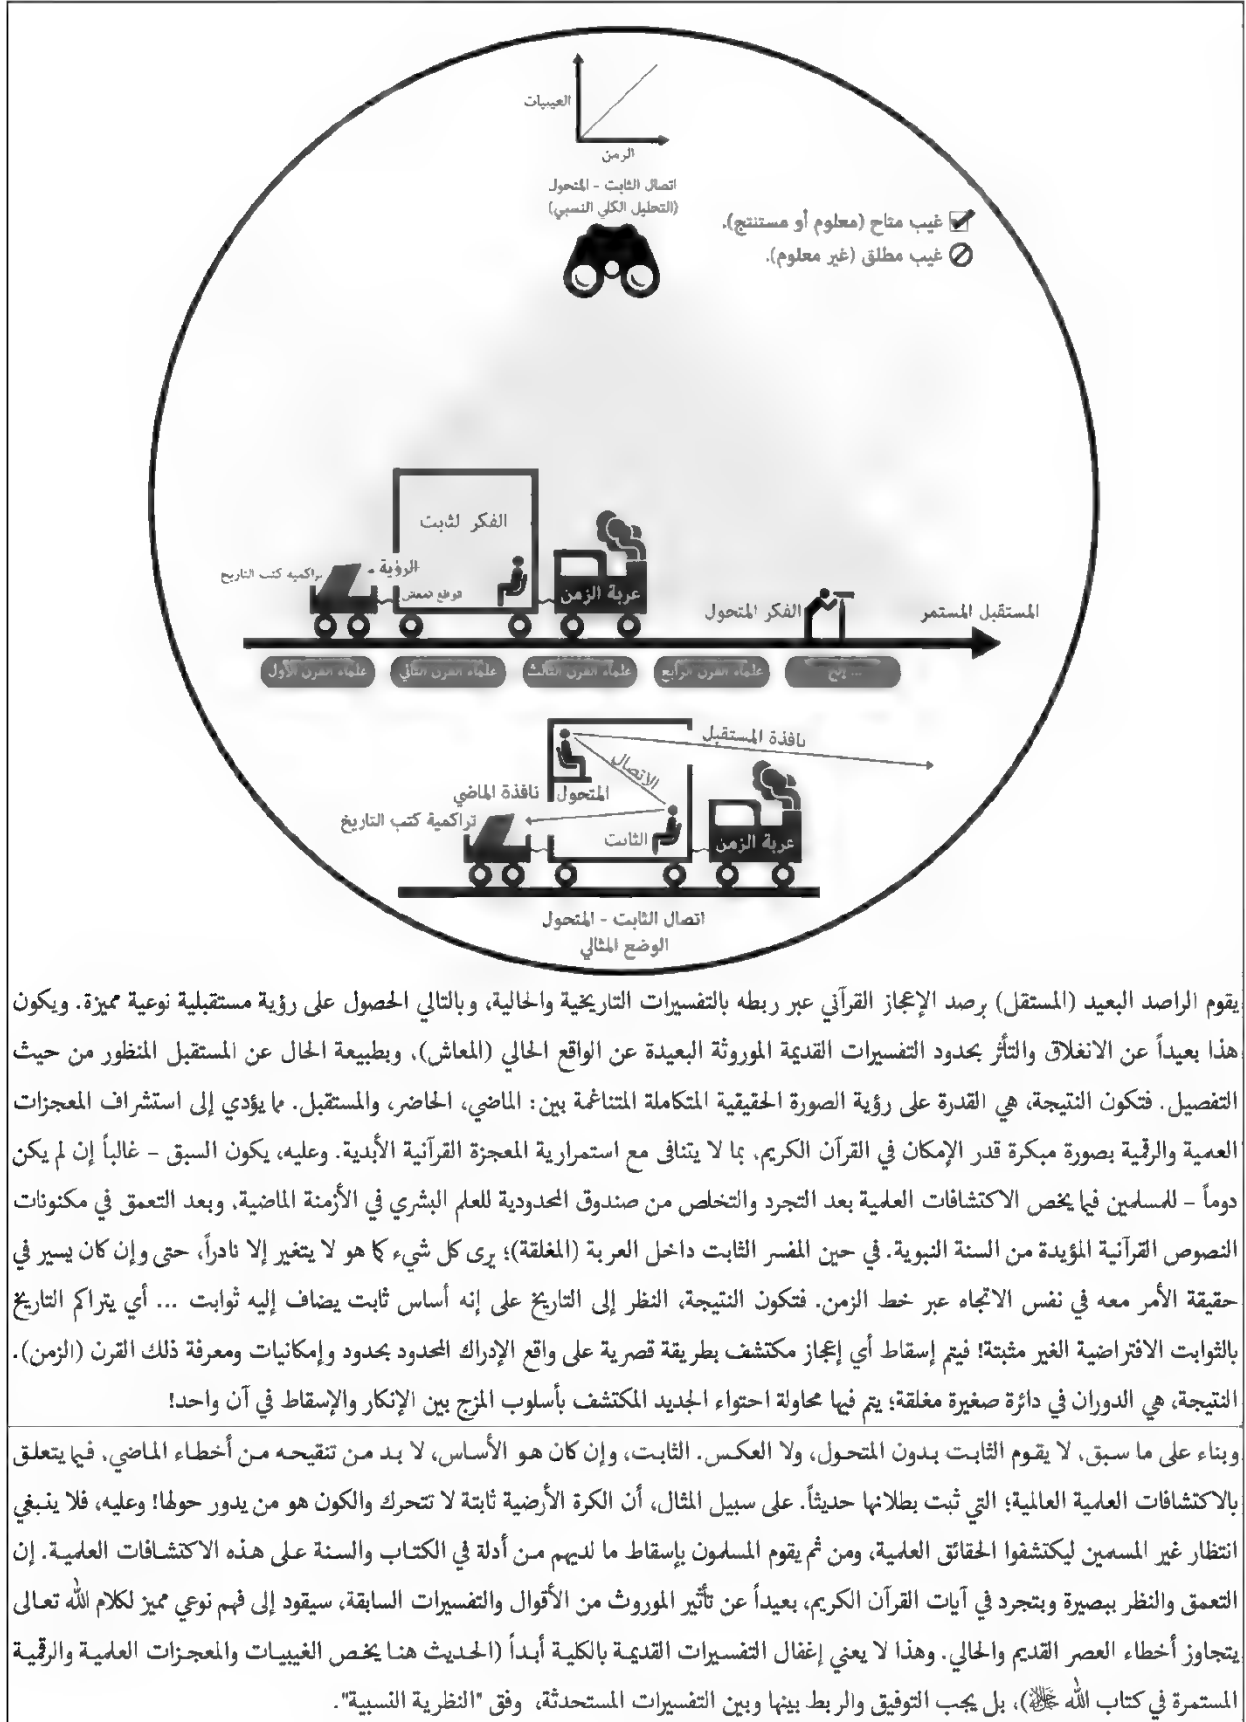 العيبيات
الزمن
اتصال الثابت - المتحول
(التحليل الكلي النسبي)
غيب متاح (معلوم أو مستنتج).
غيب مطلق (غير معلوم).
الفكر لثابت
الرؤية
تراكمية كتب التاريخ
الواقع المعاش
عربة الزمن
الفكر المتحول
المستقبل المستمر
علماء القرن الأول
علماء القرن الثاني
علماء القرن الثالث
علماء القرن الرابع
... إلخ
نافذة المستقبل
الاتصال
المتحول
نافذة الماضي
تراكمية كتب التاريخ
الثابت
عربة الزمن
اتصال الثابت - المتحول
الوضع المثالي
يقوم الراصد البعيد (المستقل) برصد الإعجاز القرآني عبر ربطه بالتفسيرات التاريخية والحالية، وبالتالي الحصول على رؤية مستقبلية نوعية مميزة. ويكون
هذا بعيداً عن الانغلاق والتأثر بحدود التفسيرات القديمة الموروثة البعيدة عن الواقع الحالي (المعاش)، وبطبيعة الحال عن المستقبل المنظور من حيث
التفصيل. فتكون النتيجة، هي القدرة على رؤية الصورة الحقيقية المتكاملة المتناغمة بين: الماضي، الحاضر، والمستقبل. ما يؤدي إلى استشراف المعجزات
العمية والرقمية بصورة مبكرة قدر الإمكان في القرآن الكريم، بما لا يتنافى مع استمرارية المعجزة القرآنية الأبدية. وعليه، يكون السبق – غالباً إن لم يكن
دوماً – للمسلمين فيما يخص الاكتشافات العلمية بعد التجرد والتخلص من صندوق المحدودية للعلم البشري في الأزمنة الماضية، وبعد التعمق في مكنونات
النصوص القرآنية المؤيدة من السنة النبوية. في حين المفسر الثابت داخل العربة (المغلقة)؛ يرى كل شيء كما هو لا يتغير إلا نادراً، حتى وإن كان يسير في
حقيقة الأمر معه في نفس الاتجاه عبر خط الزمن. فتكون النتيجة، النظر إلى التاريخ على إنه أساس ثابت يضاف إليه ثوابت ... أي يتراكم التاريخ
بالثوابت الافتراضية الغير مثبتة! فيتم إسقاط أي إعجاز مكتشف بطريقة قصرية على واقع الإدراك المحدود بحدود وإمكانيات ومعرفة ذلك القرن (الزمن).
النتيجة، هي الدوران في دائرة صغيرة مغلقة؛ يتم فيها محاولة احتواء الجديد المكتشف بأسلوب المزج بين الإنكار والإسقاط في آن واحد!
وبناء على ما سبق، لا يقوم الثابت بدون المتحول، ولا العكس. الثابت، وإن كان هو الأساس، لا بد من تنقيحه من أخطاء الماضي، فيما يتعلق
بالاكتشافات العلمية العالمية؛ التي ثبت بطلانها حديثاً. على سبيل المثال، أن الكرة الأرضية ثابتة لا تتحرك والكون هو من يدور حولها! وعليه، فلا ينبغي
انتظار غير المسمين ليكتشفوا الحقائق العلمية، ومن ثم يقوم المسلمون بإسقاط ما لديهم من أدلة في الكتاب والسنة على هذه الاكتشافات العلمية. إن
التعمق والنظر ببصيرة وبتجرد في آيات القرآن الكريم، بعيداً عن تأثير الموروث من الأقوال والتفسيرات السابقة، سيقود إلى فهم نوعي مميز لكلام الله تعالى
يتجاوز أخطاء العصر القديم والحالي. وهذا لا يعني إغفال التفسيرات القديمة بالكلية أبداً (الحديث هنا يخص الغيبيات والمعجزات العلمية والرقمية
المستمرة في كتاب الله ﷻ)، بل يجب التوفيق والربط بينها وبين التفسيرات المستحدثة، وفق "النظرية النسبية".